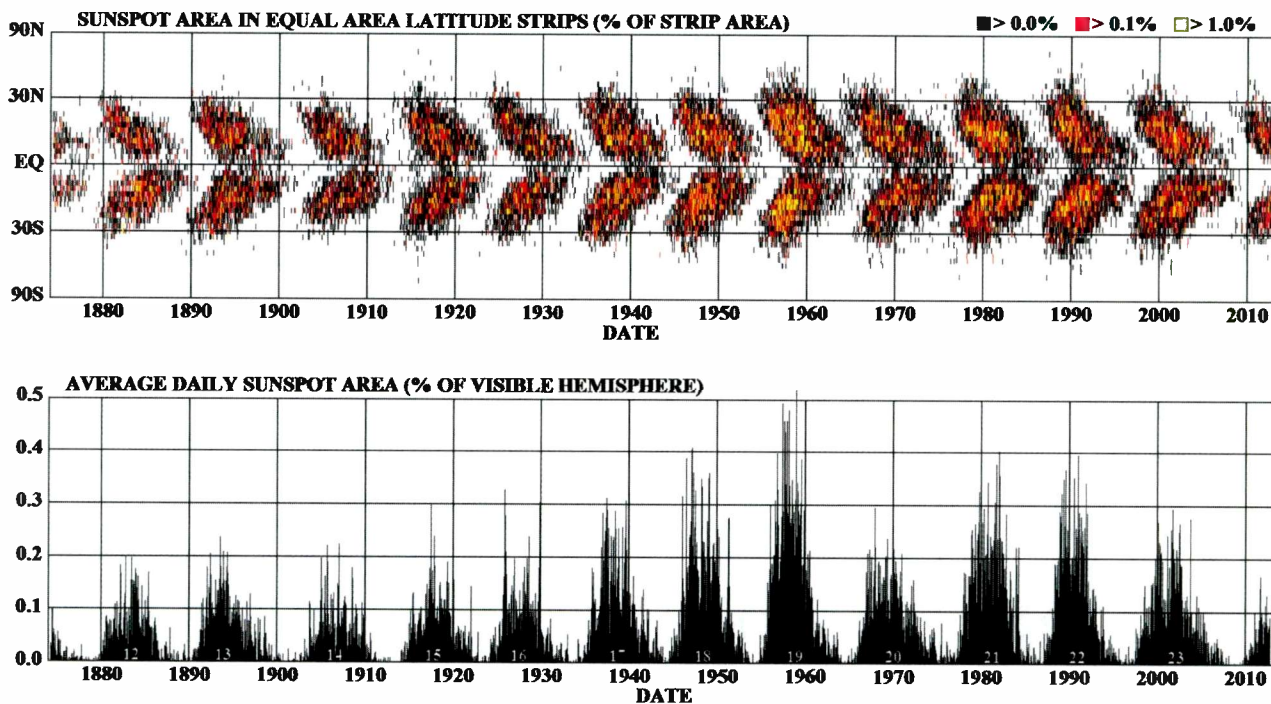 SUNSPOT AREA IN EQUAL AREA LATITUDE STRIPS (% OF STRIP AREA) > 0.0% > 0.1% > 1.0%
90N
30N
EQ
30S
90S
1880 1890 1900 1910 1920 1930 1940 1950 1960 1970 1980 1990 2000 2010
DATE
AVERAGE DAILY SUNSPOT AREA (% OF VISIBLE HEMISPHERE)
0.5
0.4
0.3
0.2
0.1
0.0
12 13 14 15 16 17 18 19 20 21 22 23
1880 1890 1900 1910 1920 1930 1940 1950 1960 1970 1980 1990 2000 2010
DATE